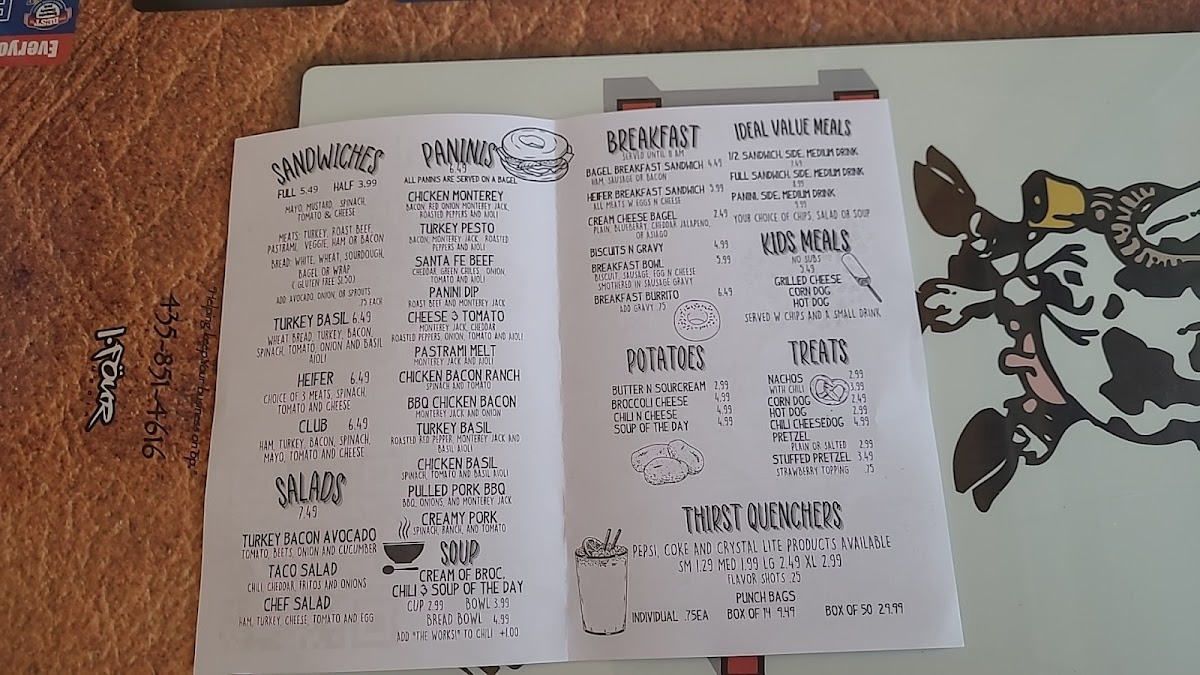 Everyo
435-851-4616
SANDWICHES
FULL 5.49 HALF 3.99
MAYO, MUSTARD, SPINACH,
TOMATO & CHEESE
MEATS: TURKEY, ROAST BEEF,
PASTRAMI, VEGGIE, HAM OR BACON
BREAD: WHITE, WHEAT, SOURDOUGH,
BAGEL OR WRAP
( GLUTEN FREE $1.50)
ADD AVOCADO, ONION, OR SPROUTS
.75 EACH
TURKEY BASIL 6.49
WHEAT BREAD, TURKEY, BACON,
SPINACH, TOMATO, ONION AND BASIL
AIOLI
HEIFER 6.49
CHOICE OF 3 MEATS, SPINACH,
TOMATO AND CHEESE
CLUB 6.49
HAM, TURKEY, BACON, SPINACH,
MAYO, TOMATO AND CHEESE
SALADS
7.49
TURKEY BACON AVOCADO
TOMATO, BEETS, ONION AND CUCUMBER
TACO SALAD
CHILI, CHEDDAR, FRITOS AND ONIONS
CHEF SALAD
HAM, TURKEY, CHEESE, TOMATO AND EGG
PANINIS
6.49
ALL PANINIS ARE SERVED ON A BAGEL
CHICKEN MONTEREY
BACON, RED ONION MONTEREY JACK,
ROASTED PEPPERS AND AIOLI
TURKEY PESTO
BACON, MONTEREY JACK, ROASTED
PEPPERS AND AIOLI
SANTA FE BEEF
CHEDDAR, GREEN CHILES, ONION,
TOMATO AND AIOLI
PANINI DIP
ROAST BEEF AND MONTEREY JACK
CHEESE & TOMATO
MONTEREY JACK, CHEDDAR
ROASTED PEPPERS, ONION, TOMATO AND AIOLI
PASTRAMI MELT
MONTEREY JACK AND AIOLI
CHICKEN BACON RANCH
SPINACH AND TOMATO
BBQ CHICKEN BACON
MONTEREY JACK AND ONION
TURKEY BASIL
ROASTED RED PEPPER, MONTEREY JACK AND
BASIL AIOLI
CHICKEN BASIL
SPINACH, TOMATO AND BASIL AIOLI
PULLED PORK BBQ
BBQ, ONIONS, AND MONTEREY JACK
CREAMY PORK
SPINACH, RANCH, AND TOMATO
SOUP
CREAM OF BROC,
CHILI & SOUP OF THE DAY
CUP 2.99 BOWL 3.99
BREAD BOWL 4.99
ADD "THE WORKS!" TO CHILI +1.00
BREAKFAST
SERVED UNTIL 11 AM
BAGEL BREAKFAST SANDWICH 4.49
HAM, SAUSAGE OR BACON
HEIFER BREAKFAST SANDWICH 5.99
ALL MEATS W EGGS N CHEESE
CREAM CHEESE BAGEL 2.49
PLAIN, BLUEBERRY, CHEDDAR JALAPENO,
OR ASIAGO
BISCUITS N GRAVY 4.99
BREAKFAST BOWL 5.99
BISCUIT, SAUSAGE, EGG N CHEESE
SMOTHERED IN SAUSAGE GRAVY
BREAKFAST BURRITO 6.49
ADD GRAVY .75
POTATOES
BUTTER N SOURCREAM 2.99
BROCCOLI CHEESE 4.99
CHILI N CHEESE 4.99
SOUP OF THE DAY 4.99
IDEAL VALUE MEALS
1/2 SANDWICH, SIDE, MEDIUM DRINK
7.49
FULL SANDWICH, SIDE, MEDIUM DRINK
8.99
PANINI, SIDE, MEDIUM DRINK
9.99
YOUR CHOICE OF CHIPS, SALAD OR SOUP
KIDS MEALS
NO SUBS
5.49
GRILLED CHEESE
CORN DOG
HOT DOG
SERVED W CHIPS AND A SMALL DRINK
TREATS
NACHOS 2.99
WITH CHILI 3.99
CORN DOG 2.49
HOT DOG 2.99
CHILI CHEESEDOG 4.99
PRETZEL
PLAIN OR SALTED 2.99
STUFFED PRETZEL 3.49
STRAWBERRY TOPPING .75
THIRST QUENCHERS
PEPSI, COKE AND CRYSTAL LITE PRODUCTS AVAILABLE
SM 1.29 MED 1.99 LG 2.49 XL 2.99
FLAVOR SHOTS .25
PUNCH BAGS
INDIVIDUAL .75EA BOX OF 14 9.49 BOX OF 50 29.99